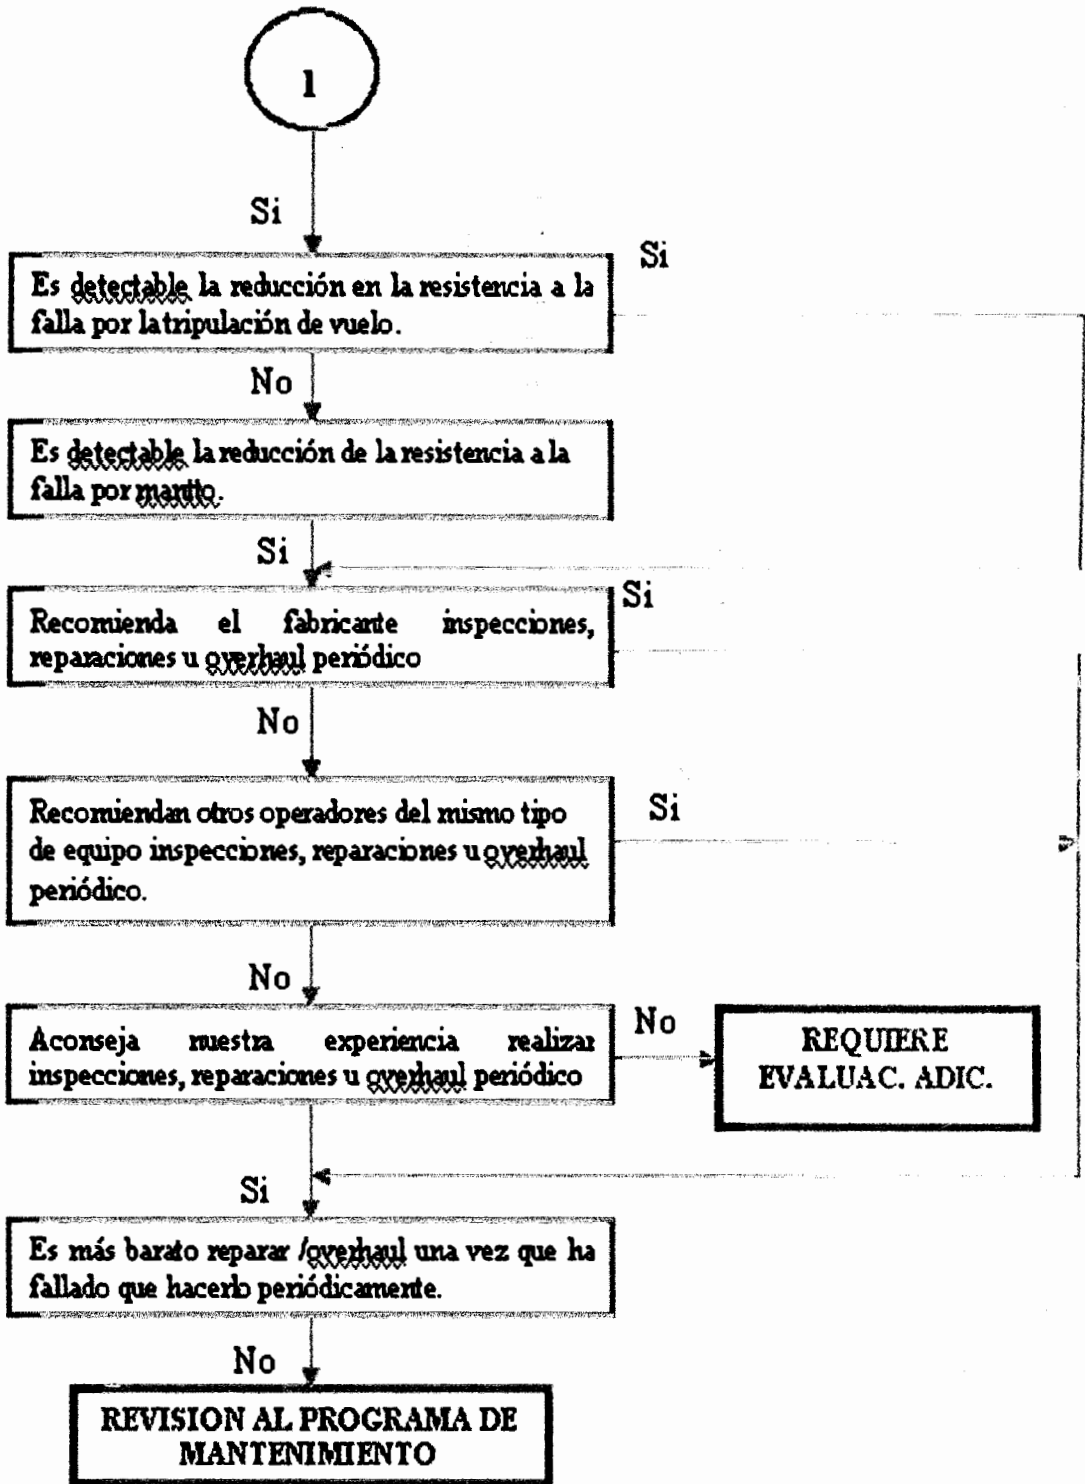 1
Si
Si
Es detectable la reducción en la resistencia a la
falla por la tripulación de vuelo.
No
Es detectable la reducción de la resistencia a la
falla por mantto.
Si
Si
Recomienda el fabricante inspecciones,
reparaciones u overhaul periódico
No
Recomiendan otros operadores del mismo tipo
de equipo inspecciones, reparaciones u overhaul
periódico.
Si
No
Aconseja nuestra experiencia realizar
inspecciones, reparaciones u overhaul periódico
No
REQUIERE
EVALUAC. ADIC.
Si
Es más barato reparar /overhaul una vez que ha
fallado que hacerlo periódicamente.
No
REVISION AL PROGRAMA DE
MANTENIMIENTO